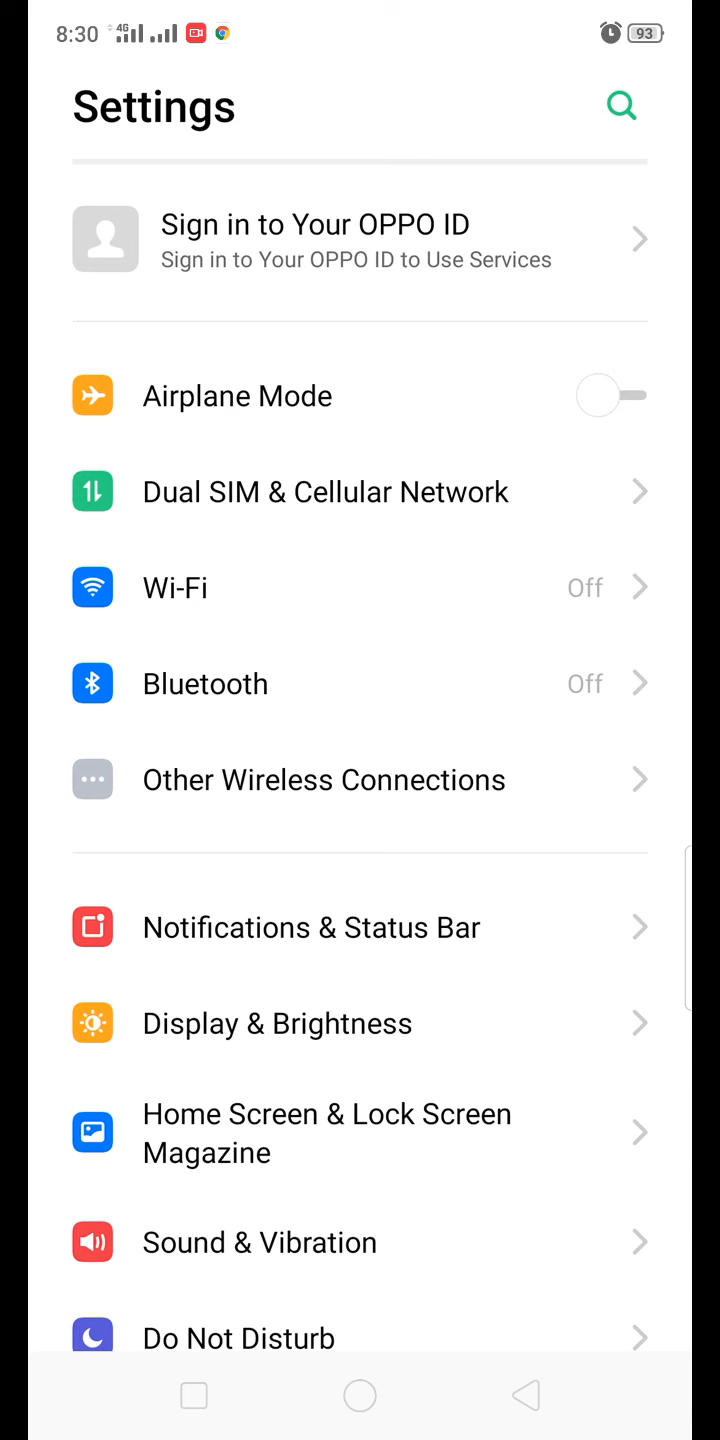 8:30 4G 93
Settings
Sign in to Your OPPO ID
Sign in to Your OPPO ID to Use Services
Airplane Mode
Dual SIM & Cellular Network
Wi-Fi Off
Bluetooth Off
Other Wireless Connections
Notifications & Status Bar
Display & Brightness
Home Screen & Lock Screen
Magazine
Sound & Vibration
Do Not Disturb